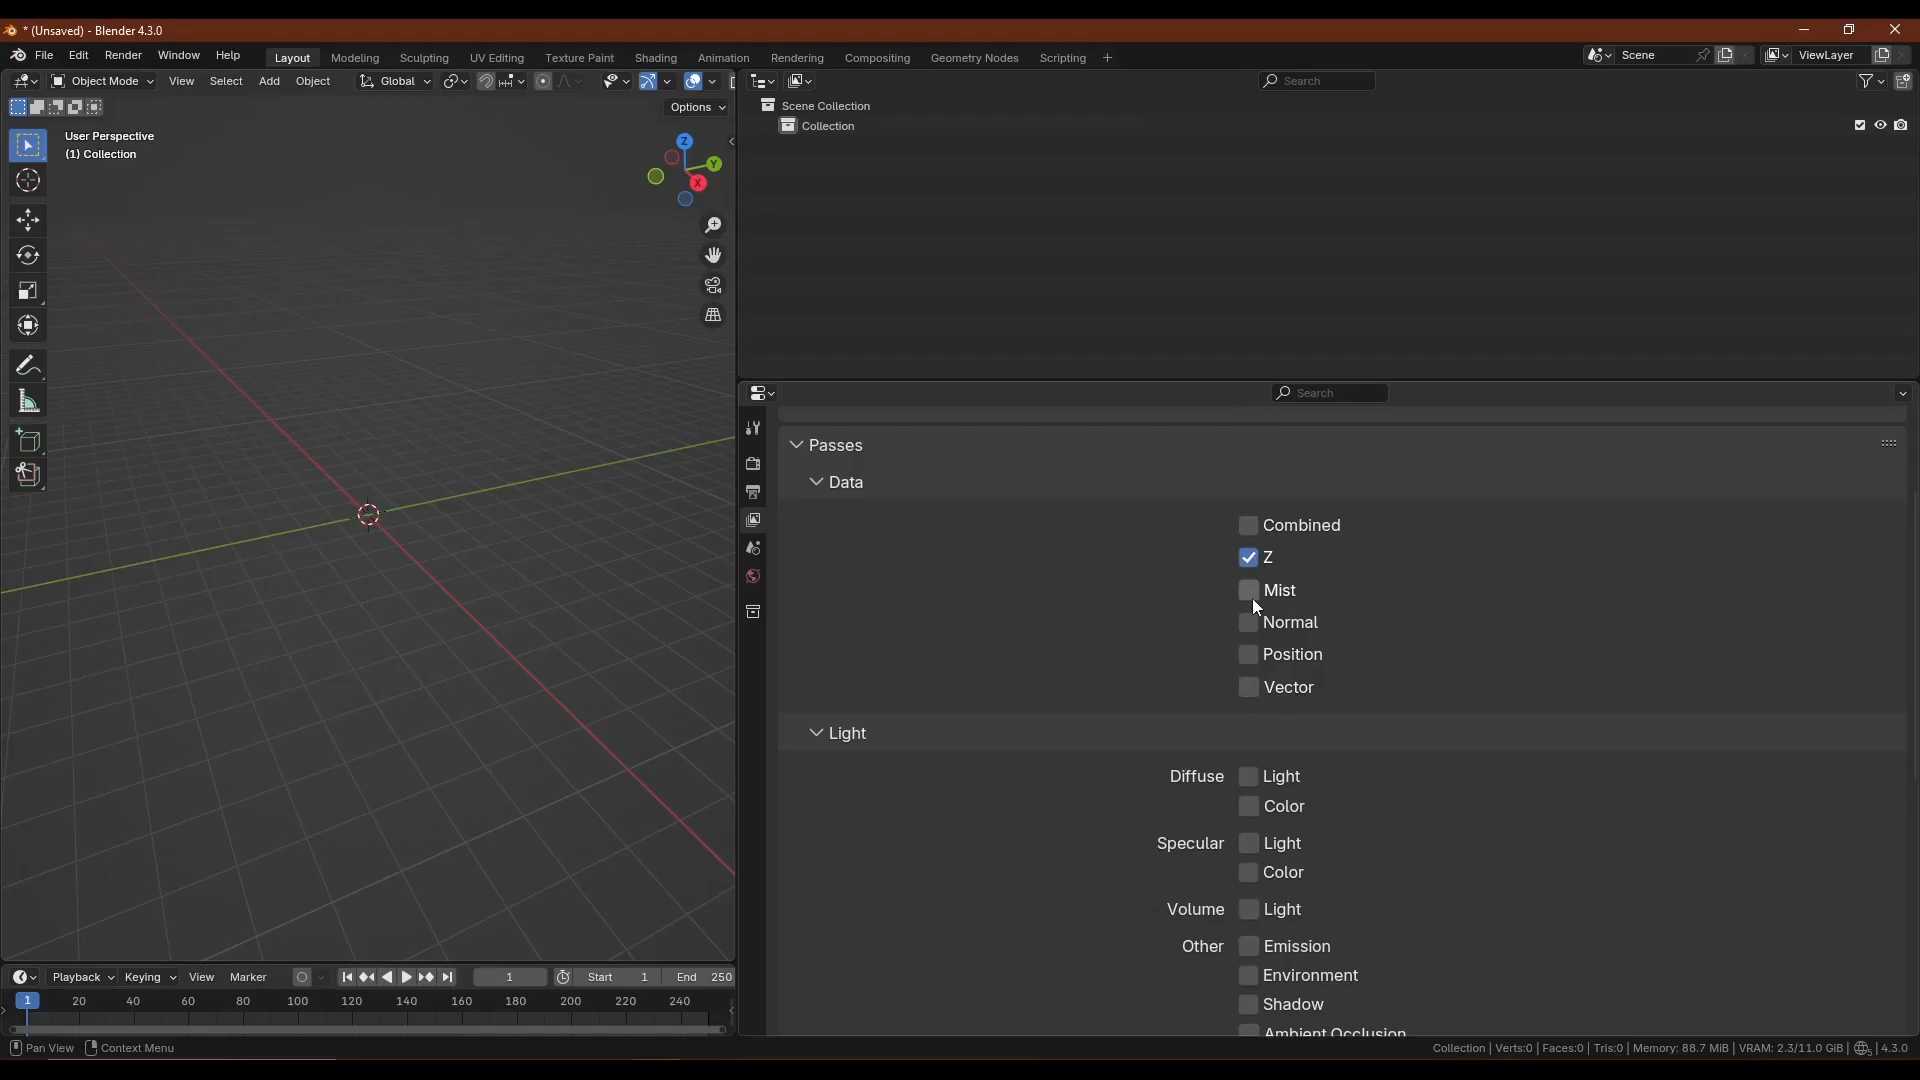 * (Unsaved) - Blender 4.3.0
File Edit Render Window Help Layout Modeling Sculpting UV Editing Texture Paint Shading Animation Rendering Compositing Geometry Nodes Scripting + Scene ViewLayer
Object Mode View Select Add Object Global Search
Options
User Perspective
(1) Collection
Z
Y
X
Scene Collection
Collection
Search
Passes
Data
Combined
Z
Mist
Normal
Position
Vector
Light
Diffuse Light
Color
Specular Light
Color
Volume Light
Other Emission
Environment
Shadow
Ambient Occlusion
Playback Keying View Marker 1 Start 1 End 250
1 20 40 60 80 100 120 140 160 180 200 220 240
Pan View Context Menu Collection | Verts:0 | Faces:0 | Tris:0 | Memory: 88.7 MiB | VRAM: 2.3/11.0 GiB | 5 | 4.3.0